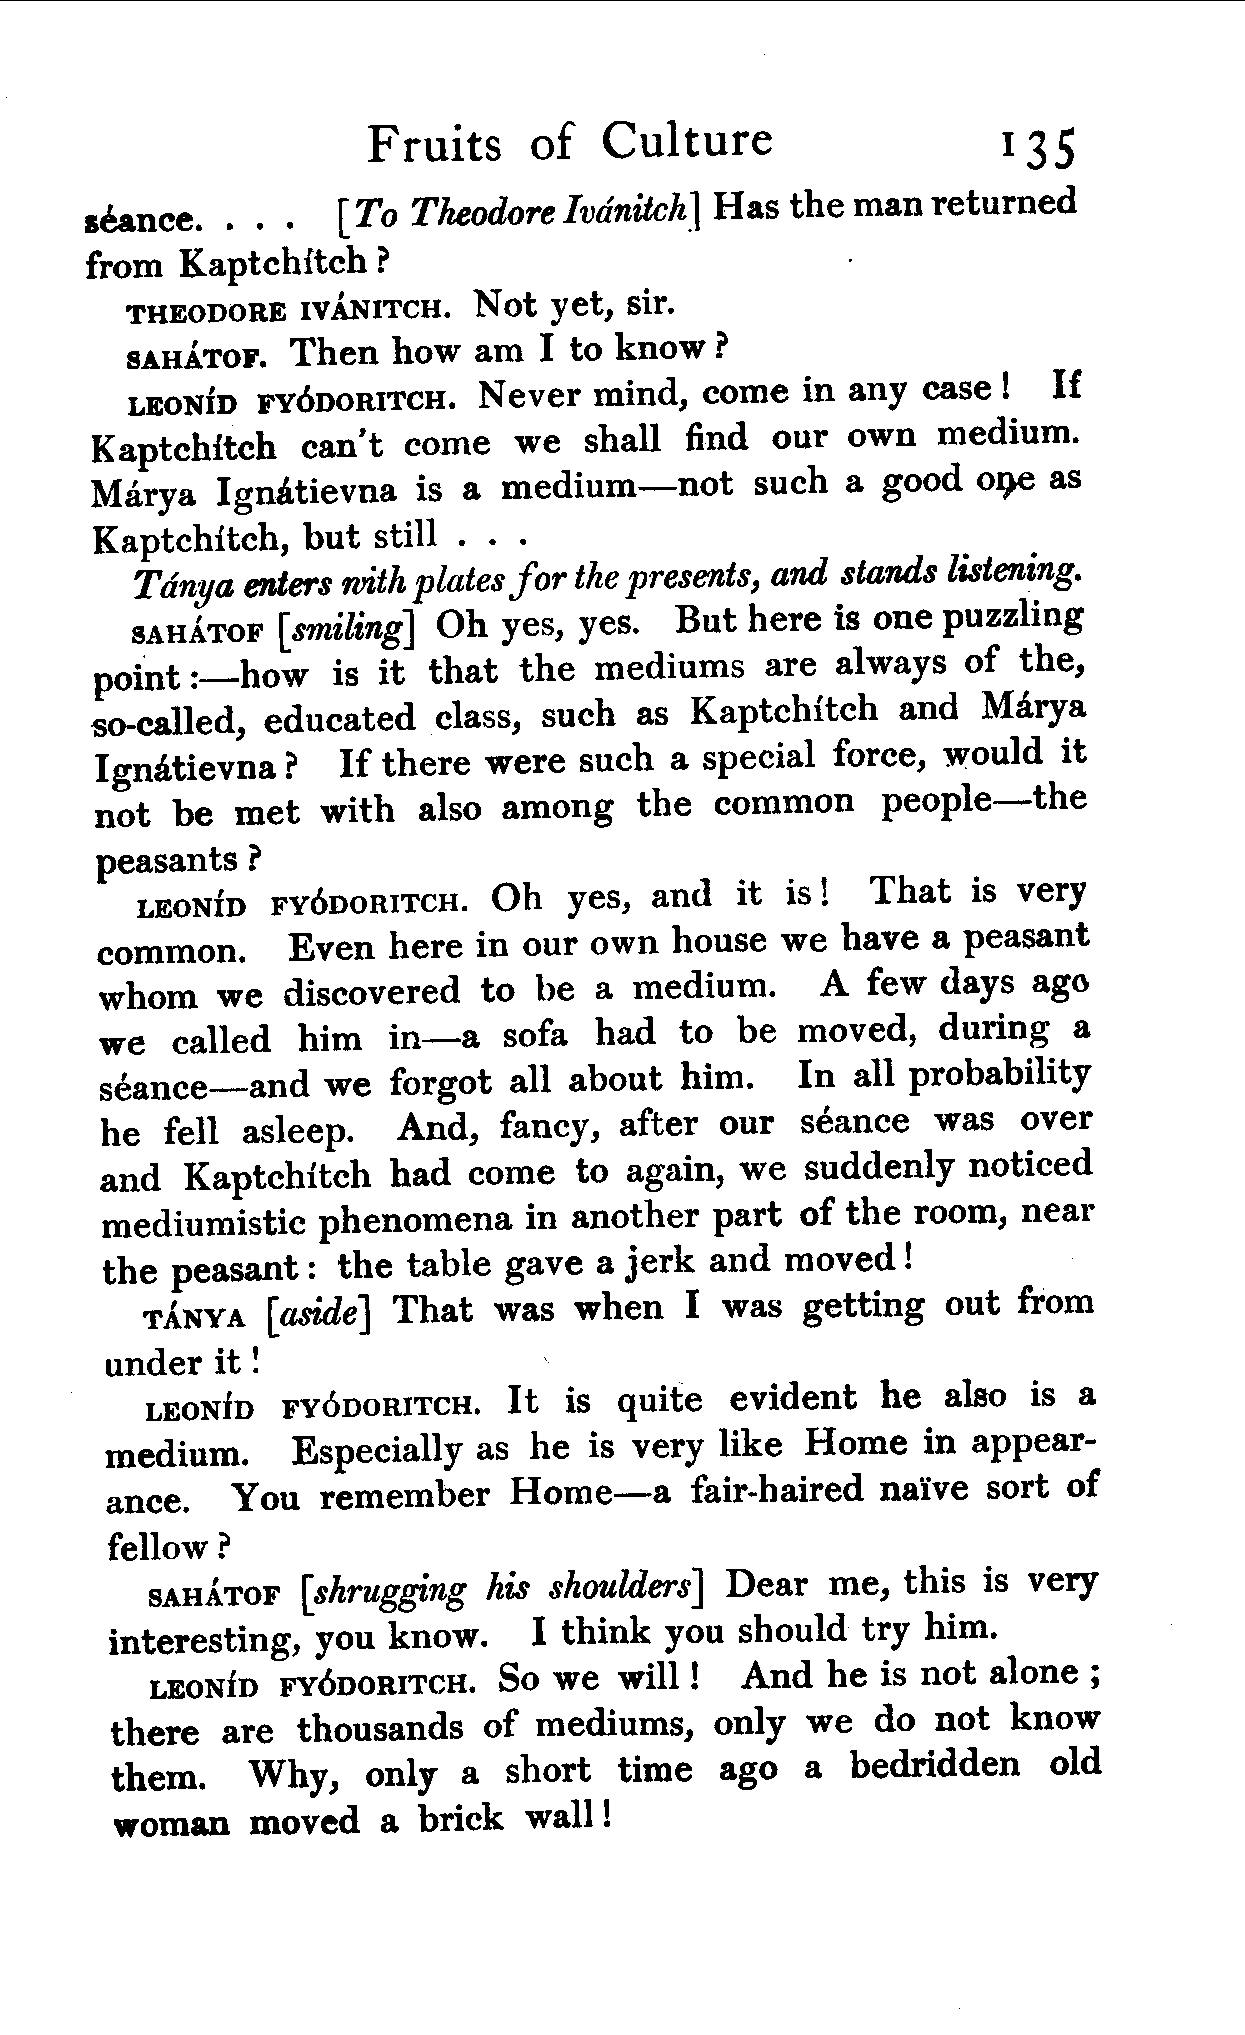 Fruits of Culture 135
séance. . . . [To Theodore Ivánitch] Has the man returned
from Kaptchítch ?
THEODORE IVÁNITCH. Not yet, sir.
SAHÁTOF. Then how am I to know ?
LEONÍD FYÓDORITCH. Never mind, come in any case ! If
Kaptchítch can't come we shall find our own medium.
Márya Ignátievna is a medium—not such a good one as
Kaptchítch, but still . . .
Tánya enters with plates for the presents, and stands listening.
SAHÁTOF [smiling] Oh yes, yes. But here is one puzzling
point :—how is it that the mediums are always of the,
so-called, educated class, such as Kaptchítch and Márya
Ignátievna ? If there were such a special force, would it
not be met with also among the common people—the
peasants ?
LEONÍD FYÓDORITCH. Oh yes, and it is ! That is very
common. Even here in our own house we have a peasant
whom we discovered to be a medium. A few days ago
we called him in—a sofa had to be moved, during a
séance—and we forgot all about him. In all probability
he fell asleep. And, fancy, after our séance was over
and Kaptchítch had come to again, we suddenly noticed
mediumistic phenomena in another part of the room, near
the peasant : the table gave a jerk and moved !
TÁNYA [aside] That was when I was getting out from
under it !
LEONÍD FYÓDORITCH. It is quite evident he also is a
medium. Especially as he is very like Home in appear-
ance. You remember Home—a fair-haired naïve sort of
fellow ?
SAHÁTOF [shrugging his shoulders] Dear me, this is very
interesting, you know. I think you should try him.
LEONÍD FYÓDORITCH. So we will ! And he is not alone ;
there are thousands of mediums, only we do not know
them. Why, only a short time ago a bedridden old
woman moved a brick wall !